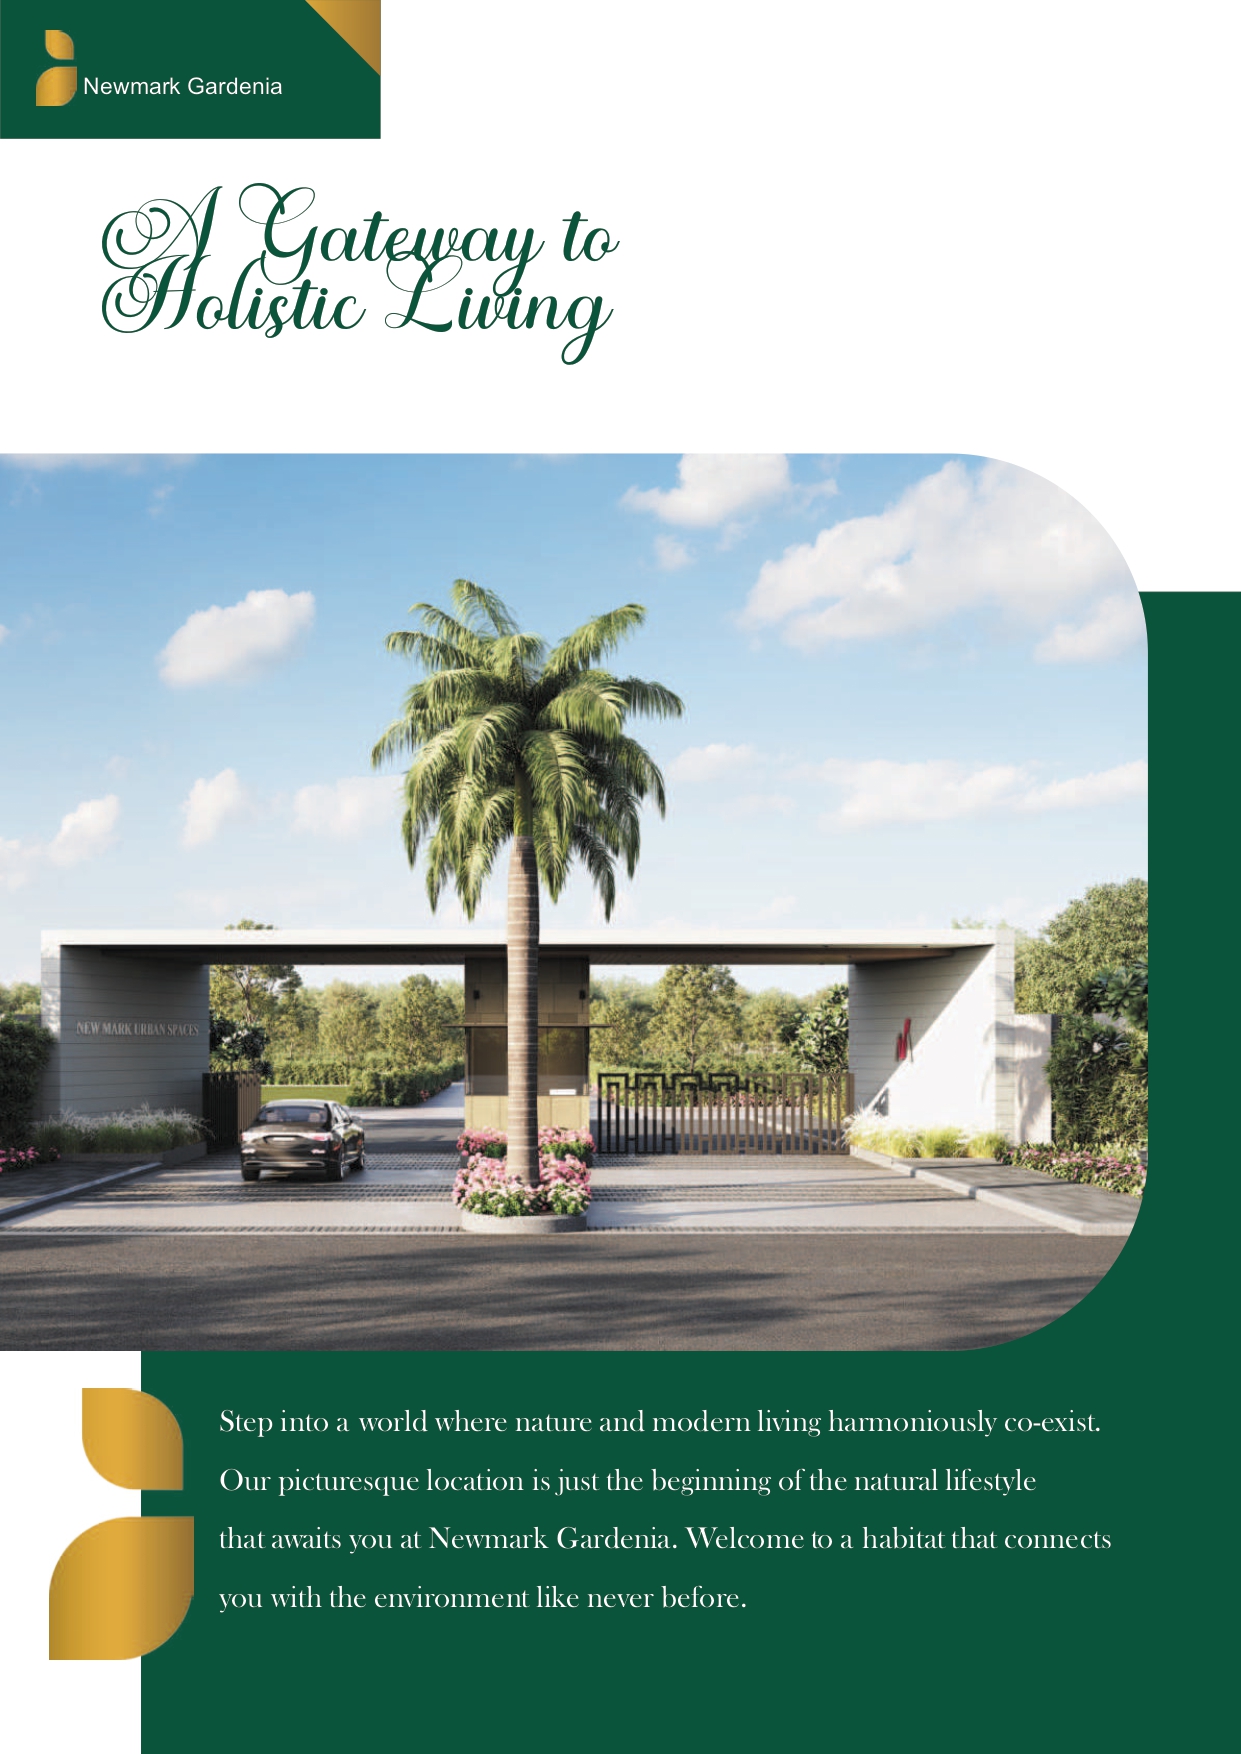 Newmark Gardenia
A Gateway to
Holistic Living
NEW MARK URBAN SPACES
Step into a world where nature and modern living harmoniously co-exist.
Our picturesque location is just the beginning of the natural lifestyle
that awaits you at Newmark Gardenia. Welcome to a habitat that connects
you with the environment like never before.